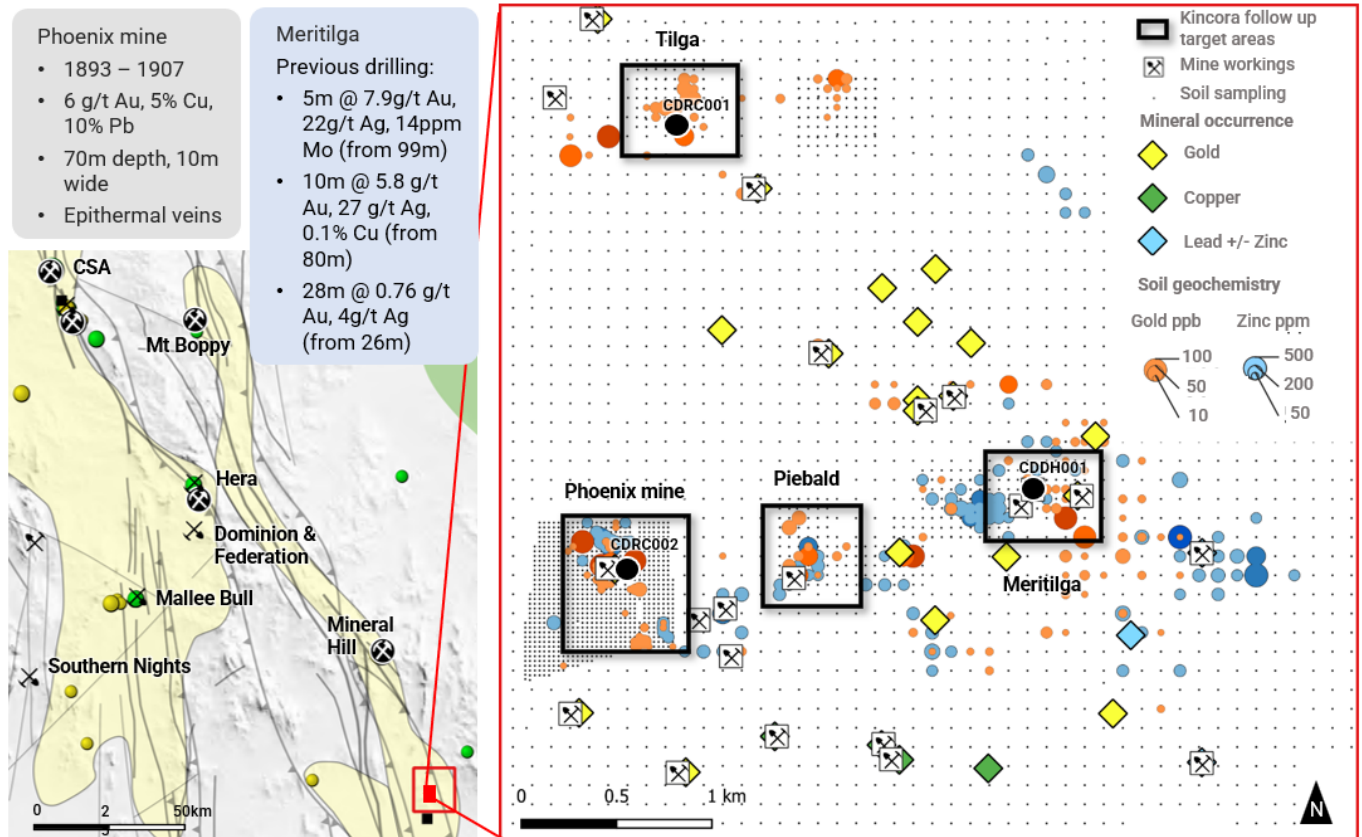 Phoenix mine
• 1893 – 1907
• 6 g/t Au, 5% Cu,
10% Pb
• 70m depth, 10m
wide
• Epithermal veins
Meritilga
Previous drilling:
• 5m @ 7.9g/t Au,
22g/t Ag, 14ppm
Mo (from 99m)
• 10m @ 5.8 g/t
Au, 27 g/t Ag,
0.1% Cu (from
80m)
• 28m @ 0.76 g/t
Au, 4g/t Ag
(from 26m)
CSA
Mt Boppy
Hera
Dominion &
Federation
Mallee Bull
Mineral
Hill
Southern Nights
0 2 50km
5
Tilga
CDRC001
Phoenix mine
CDRC002
Piebald
CDDH001
Meritilga
0 0.5 1 km
Kincora follow up
target areas
Mine workings
Soil sampling
Mineral occurrence
Gold
Copper
Lead +/- Zinc
Soil geochemistry
Gold ppb Zinc ppm
100 500
50 200
10 50
N